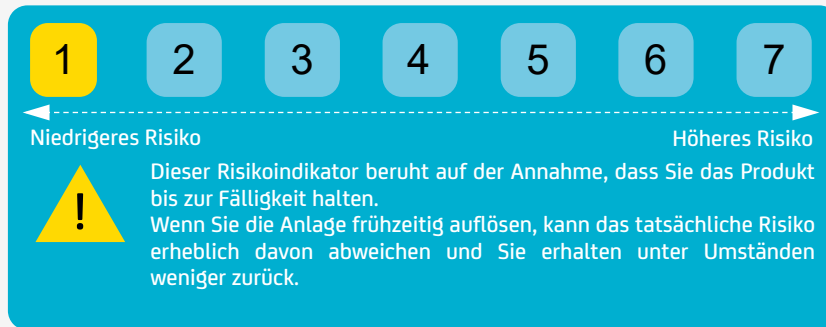 1 2 3 4 5 6 7
Niedrigeres Risiko Höheres Risiko
Dieser Risikoindikator beruht auf der Annahme, dass Sie das Produkt
bis zur Fälligkeit halten.
Wenn Sie die Anlage frühzeitig auflösen, kann das tatsächliche Risiko
erheblich davon abweichen und Sie erhalten unter Umständen
weniger zurück.
!